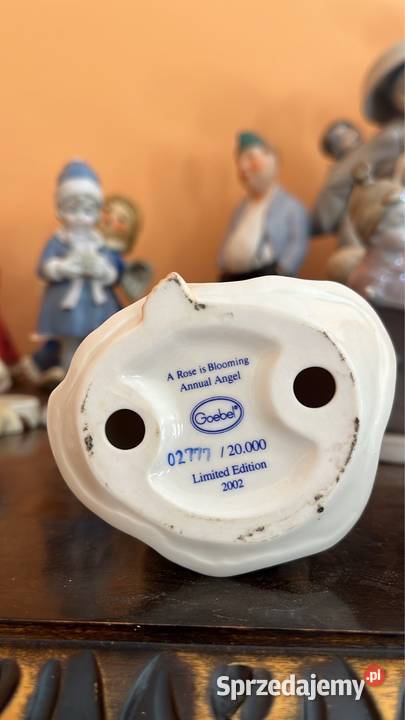 A Rose is Blooming
Annual Angel
Goebel®
02777 / 20.000
Limited Edition
2002
Sprzedajemy.pl